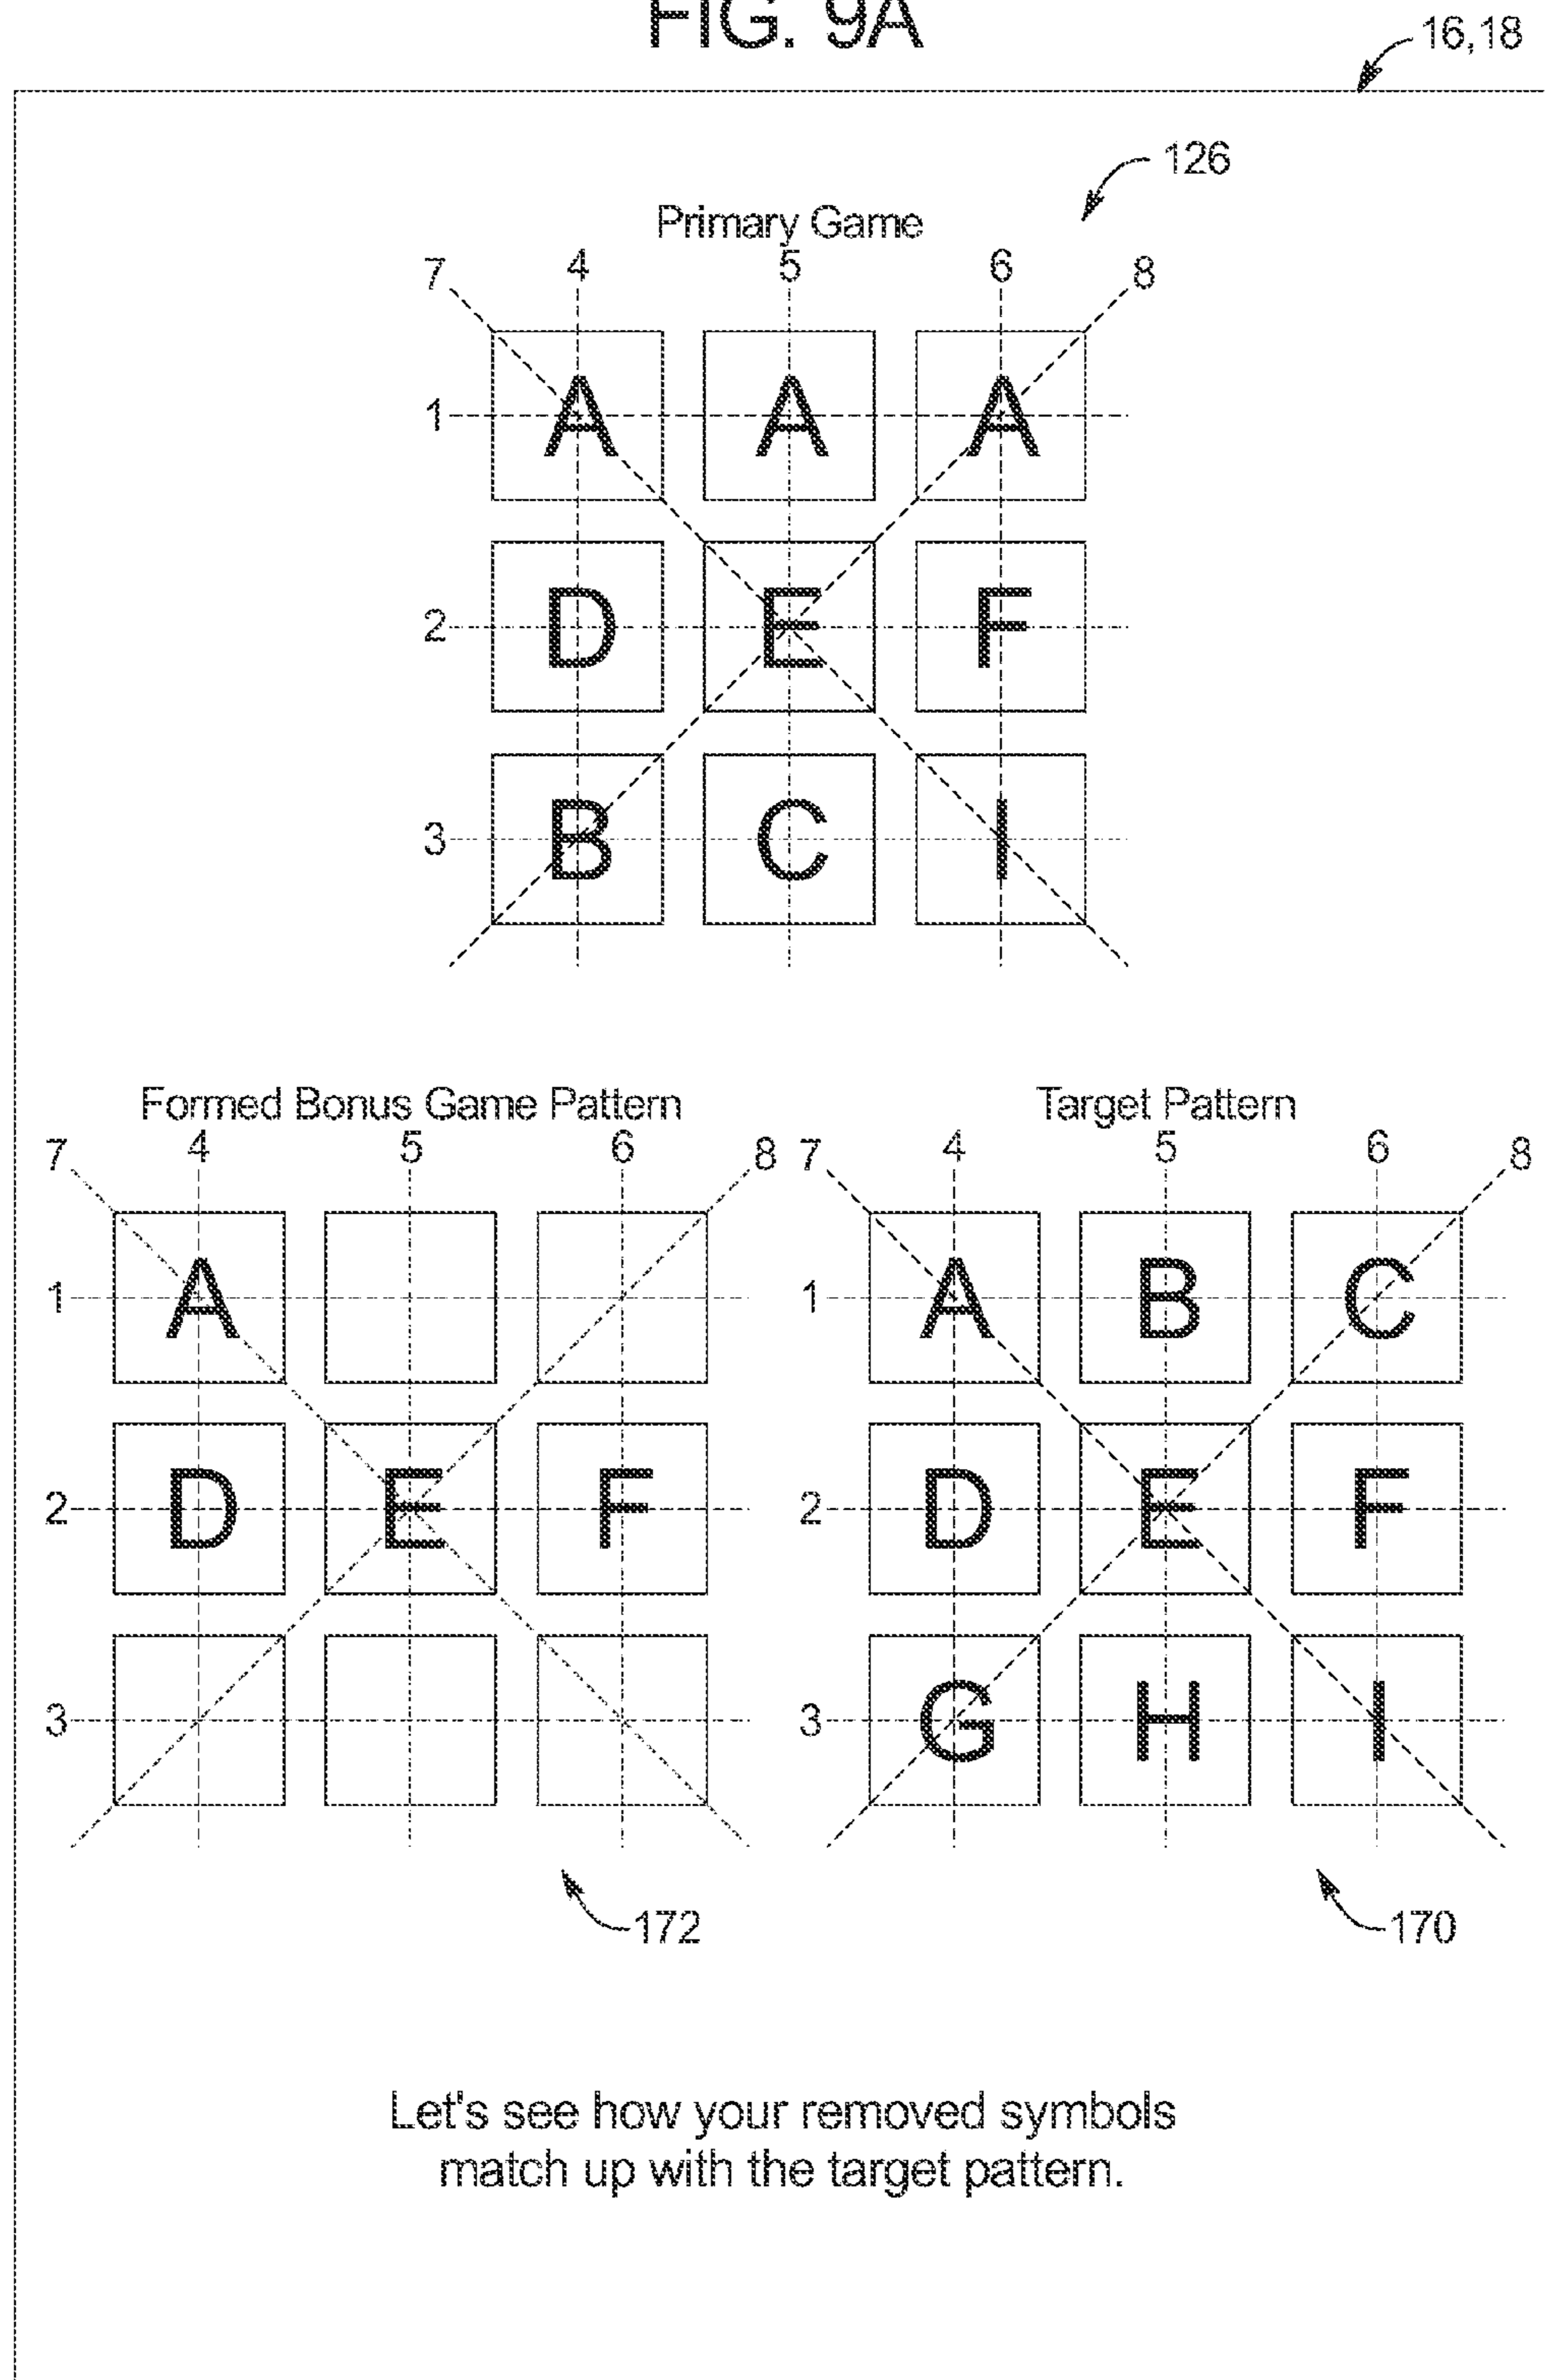 FIG. 9A
16,18
126
Primary Game
7 4 5 6 8
1 A A A
2 D E F
3 B C I
Formed Bonus Game Pattern
7 4 5 6 8
1 A
2 D E F
3
172
Target Pattern
7 4 5 6 8
1 A B C
2 D E F
3 G H I
170
Let's see how your removed symbols
match up with the target pattern.